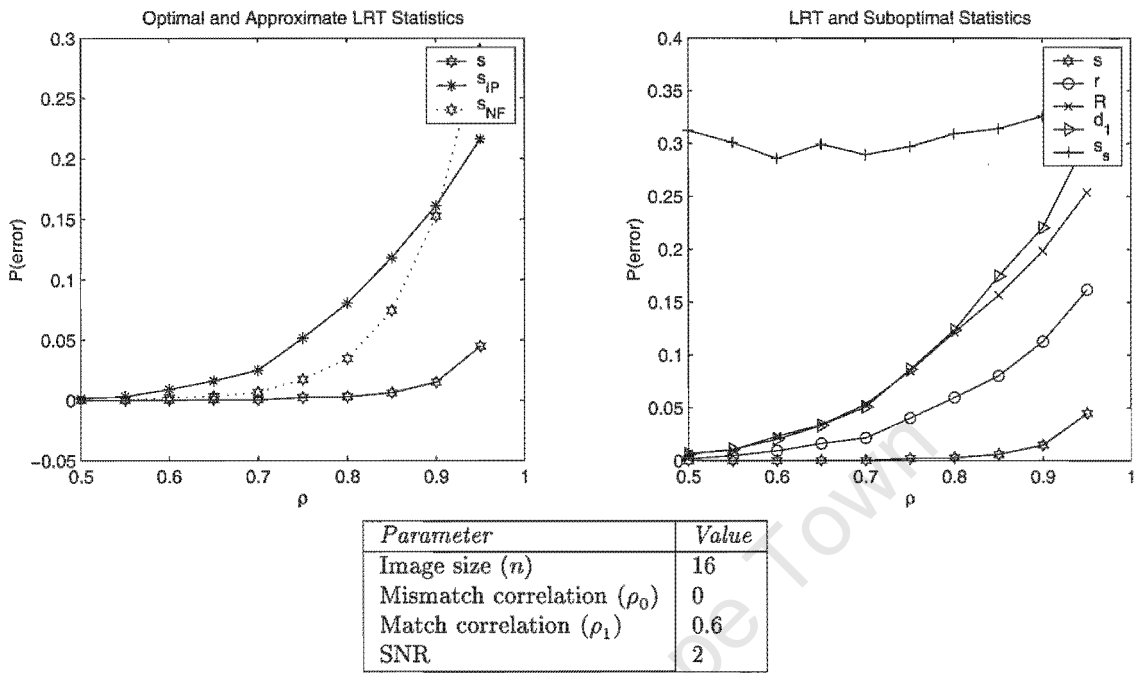 Optimal and Approximate LRT Statistics
0.3
0.25
0.2
0.15
0.1
0.05
0
−0.05
P(error)
0.5 0.6 0.7 0.8 0.9 1
ρ
s
s_IP
s_NF
LRT and Suboptimal Statistics
0.4
0.35
0.3
0.25
0.2
0.15
0.1
0.05
0
P(error)
0.5 0.6 0.7 0.8 0.9 1
ρ
s
r
R
d_1
s_s
Parameter Value
Image size (n) 16
Mismatch correlation (ρ₀) 0
Match correlation (ρ₁) 0.6
SNR 2
pe Town